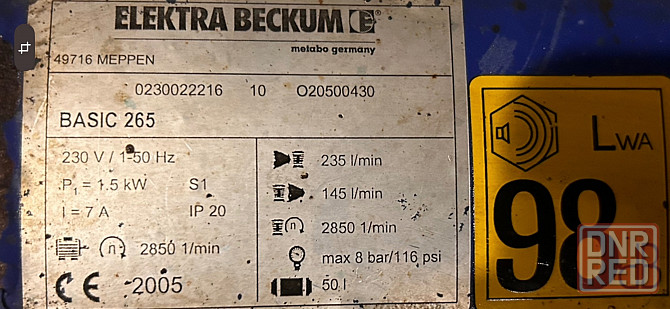 ELEKTRA BECKUM E
metabo germany
49716 MEPPEN
0230022216 10 O20500430
BASIC 265
230 V / 1~50 Hz
P1 = 1.5 kW S1
I = 7 A IP 20
2850 1/min
CE 2005
235 l/min
145 l/min
2850 1/min
max 8 bar/116 psi
50 l
LWA
98
DNR
RED